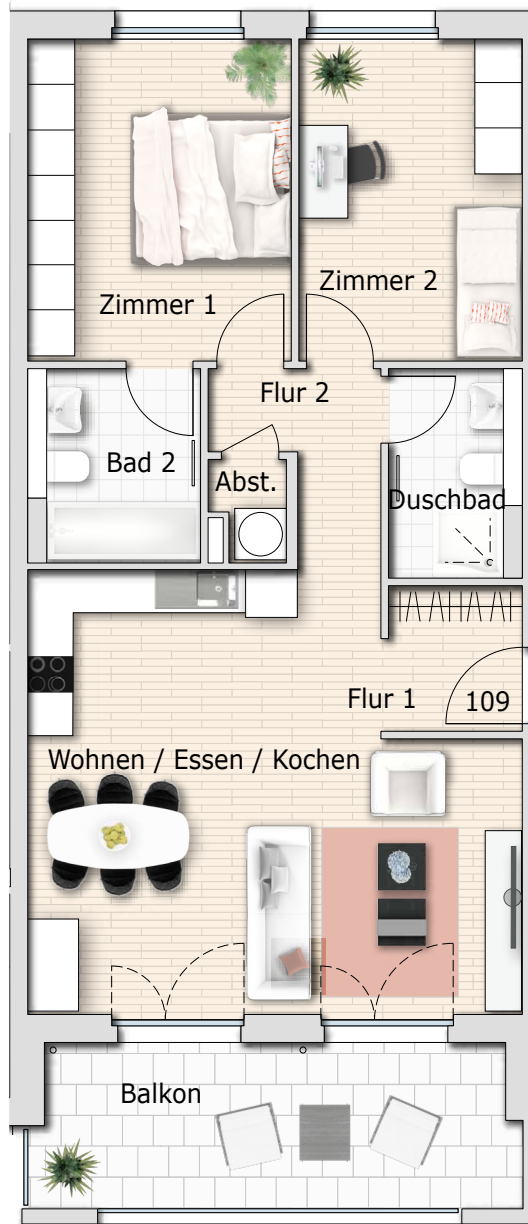 Zimmer 1
Zimmer 2
Flur 2
Bad 2
Abst.
Duschbad
Flur 1
109
Wohnen / Essen / Kochen
Balkon